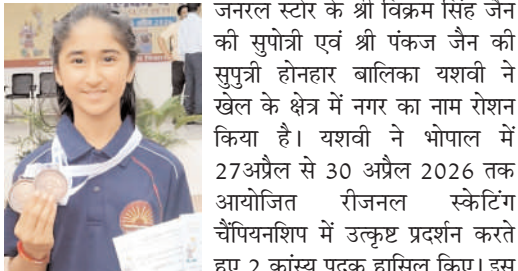 जनरल स्टोर के श्री विक्रम सिंह जैन
की सुपोत्री एवं श्री पंकज जैन की
सुपुत्री होनहार बालिका यशवी ने
खेल के क्षेत्र में नगर का नाम रोशन
किया है। यशवी ने भोपाल में
27अप्रैल से 30 अप्रैल 2026 तक
आयोजित रीजनल स्केटिंग
चैंपियनशिप में उत्कृष्ट प्रदर्शन करते
हुए 2 कांस्य पदक हासिल किए। इस